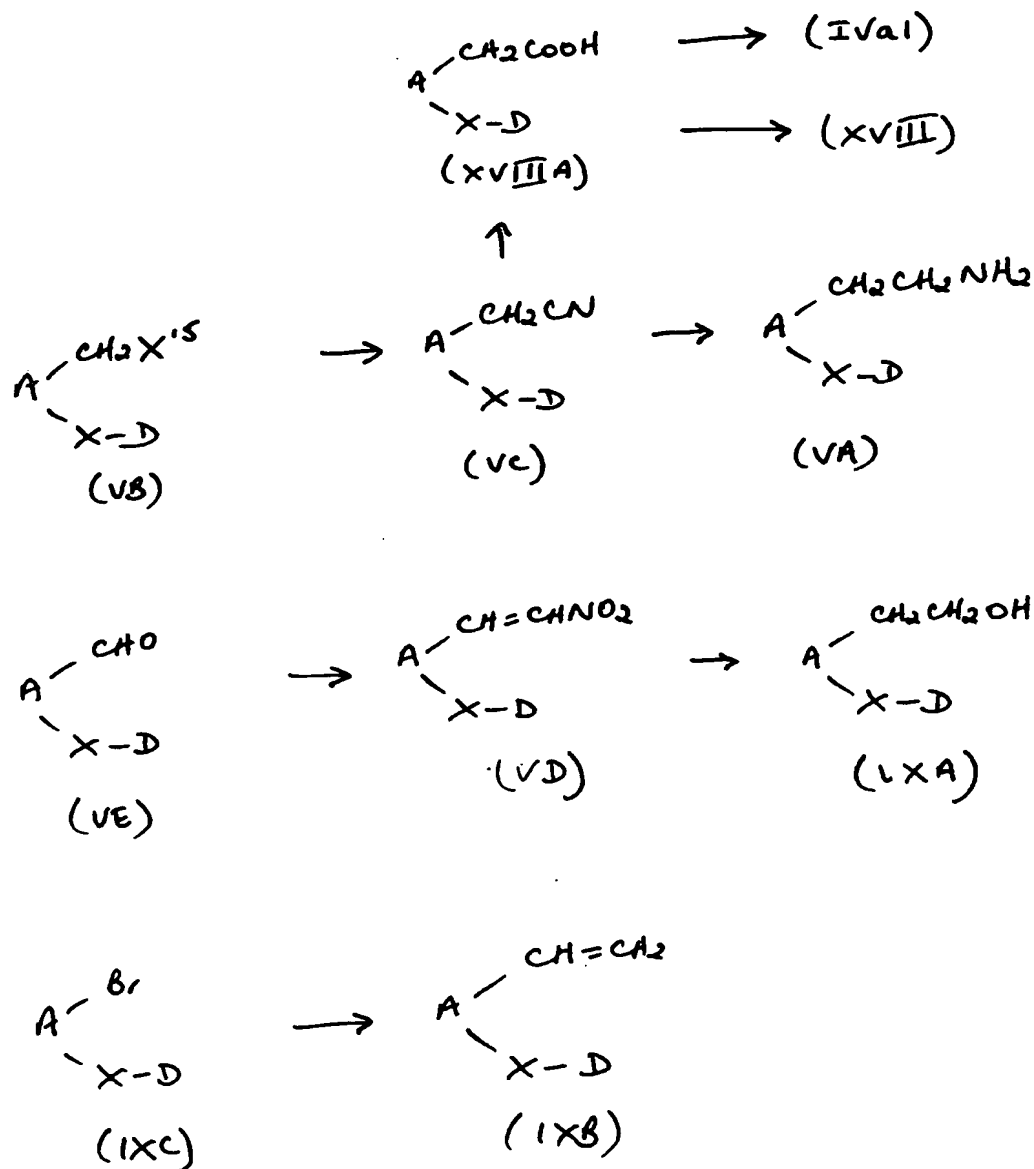 CH2COOH → (IVa1)
A
X-D → (XVIII)
(XVIIIA)
↑
CH2X'5 → CH2CN → CH2CH2NH2
A A A
X-D X-D X-D
(VB) (VC) (VA)
CHO → CH=CHNO2 → CH2CH2OH
A A A
X-D X-D X-D
(VE) (VD) (IXA)
Br → CH=CH2
A A
X-D X-D
(IXC) (IXB)